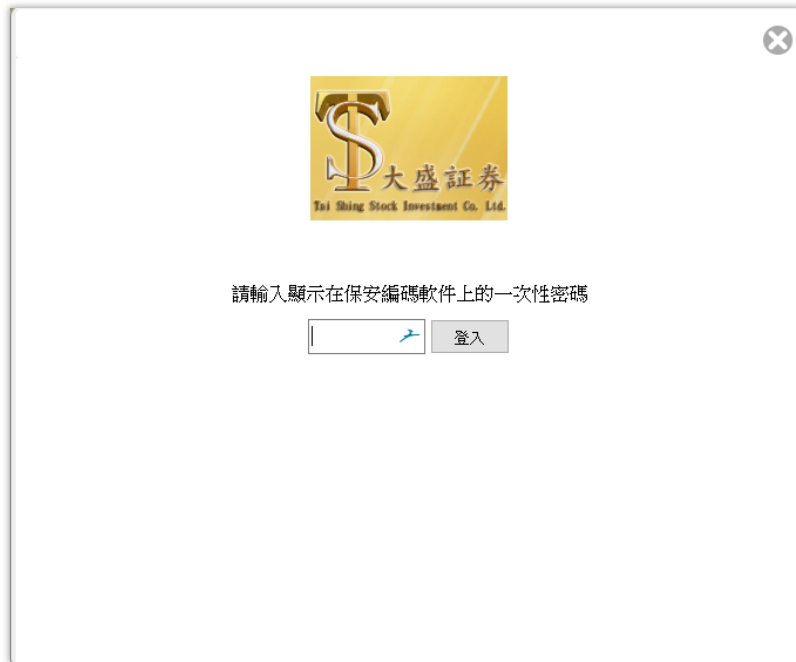 TS
大盛証券
Tai Shing Stock Investment Co. Ltd.
請輸入顯示在保安編碼軟件上的一次性密碼
登入